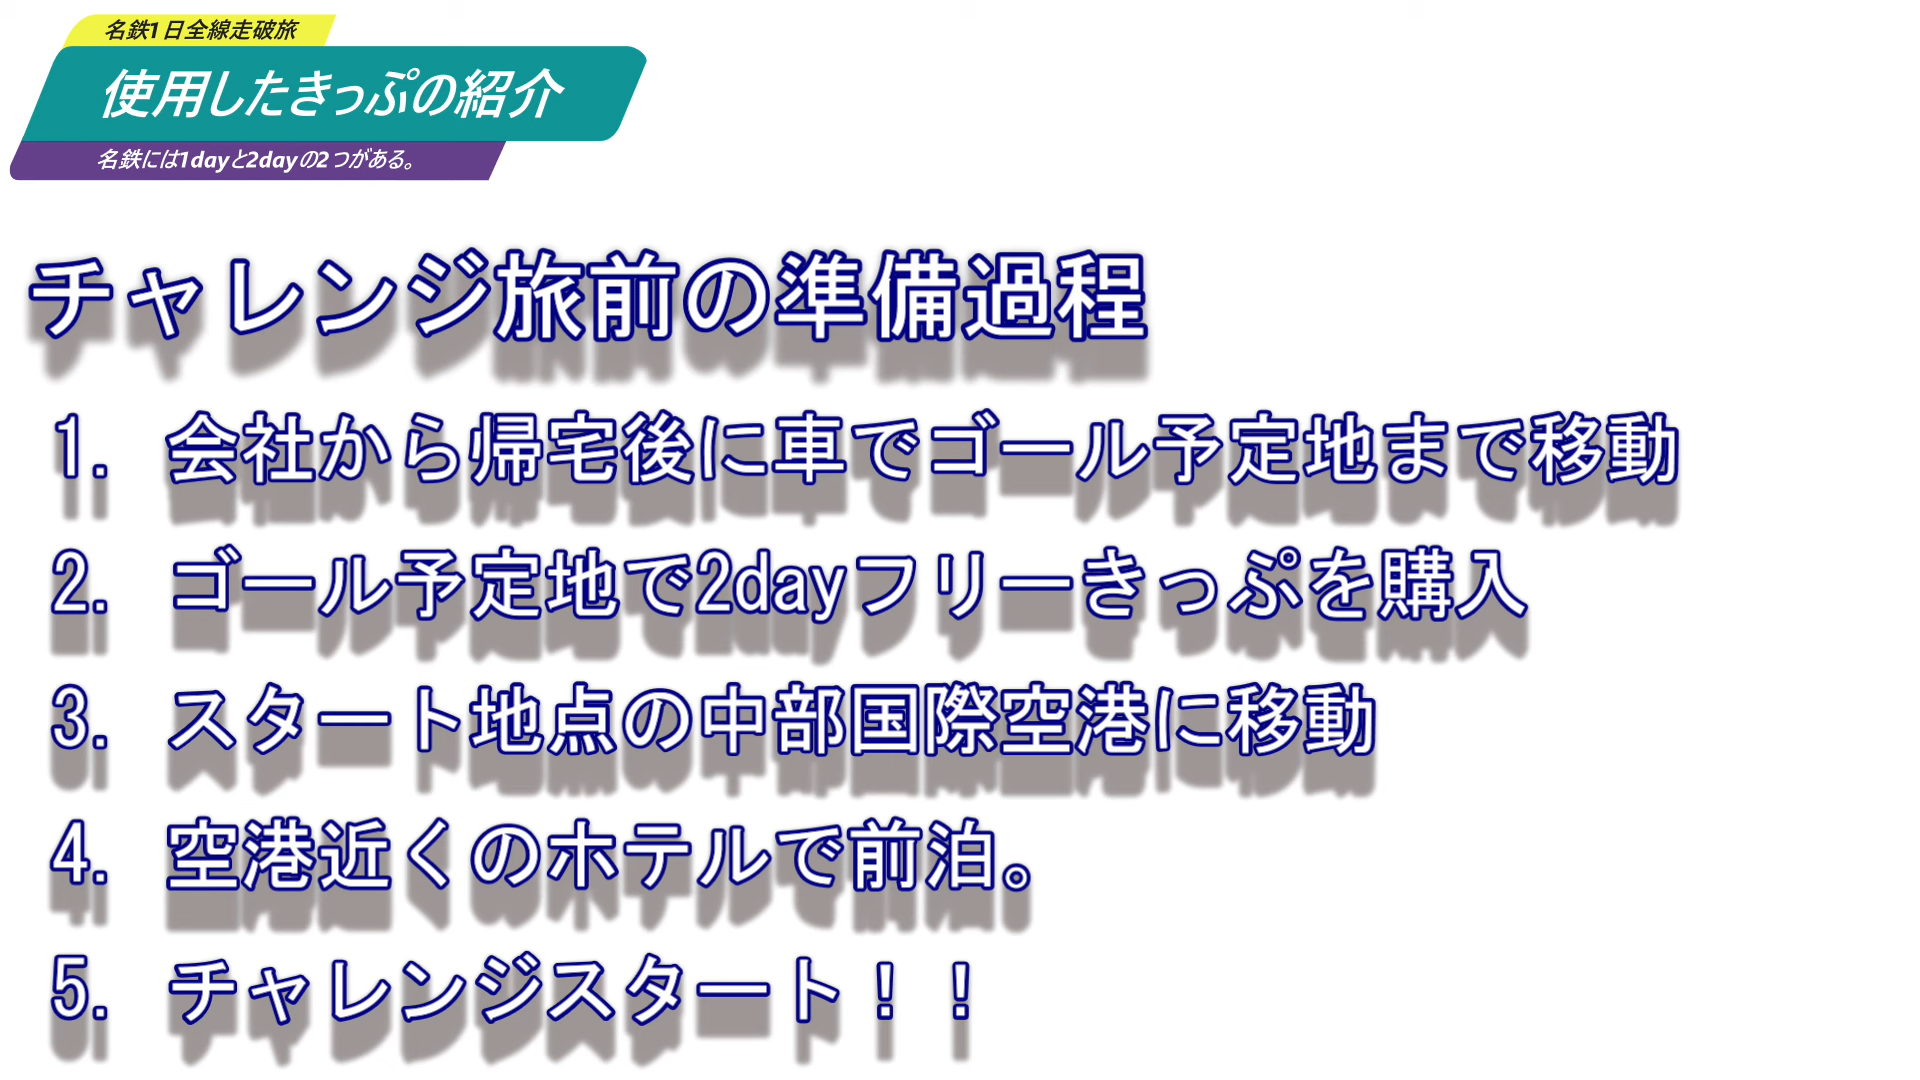 名鉄1日全線走破旅
使用したきっぷの紹介
名鉄には1dayと2dayの2つがある。
チャレンジ旅前の準備過程
1. 会社から帰宅後に車でゴール予定地まで移動
2. ゴール予定地で2dayフリーきっぷを購入
3. スタート地点の中部国際空港に移動
4. 空港近くのホテルで前泊。
5. チャレンジスタート！！